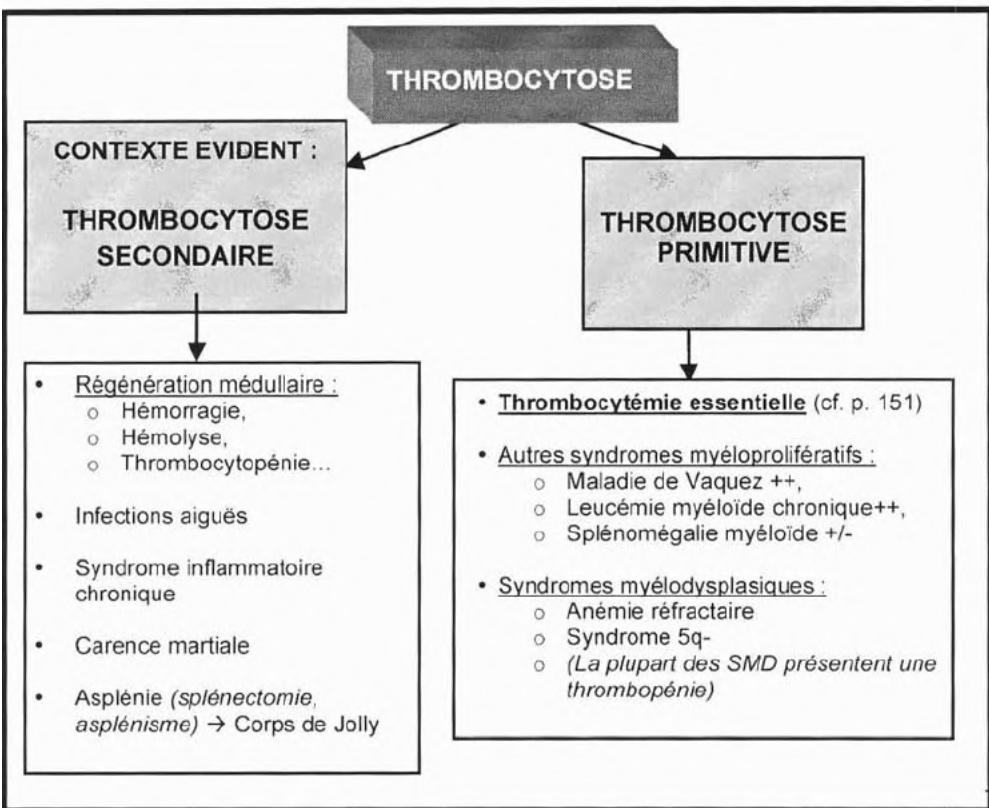 THROMBOCYTOSE
CONTEXTE EVIDENT :
THROMBOCYTOSE
SECONDAIRE
THROMBOCYTOSE
PRIMITIVE
• Régénération médullaire :
o Hémorragie,
o Hémolyse,
o Thrombocytopénie...
• Infections aiguës
• Syndrome inflammatoire
chronique
• Carence martiale
• Asplénie (splénectomie,
asplénisme) → Corps de Jolly
• Thrombocytémie essentielle (cf. p. 151)
• Autres syndromes myéloprolifératifs :
o Maladie de Vaquez ++,
o Leucémie myéloïde chronique++,
o Splénomégalie myéloïde +/-
• Syndromes myélodysplasiques :
o Anémie réfractaire
o Syndrome 5q-
o (La plupart des SMD présentent une
thrombopénie)